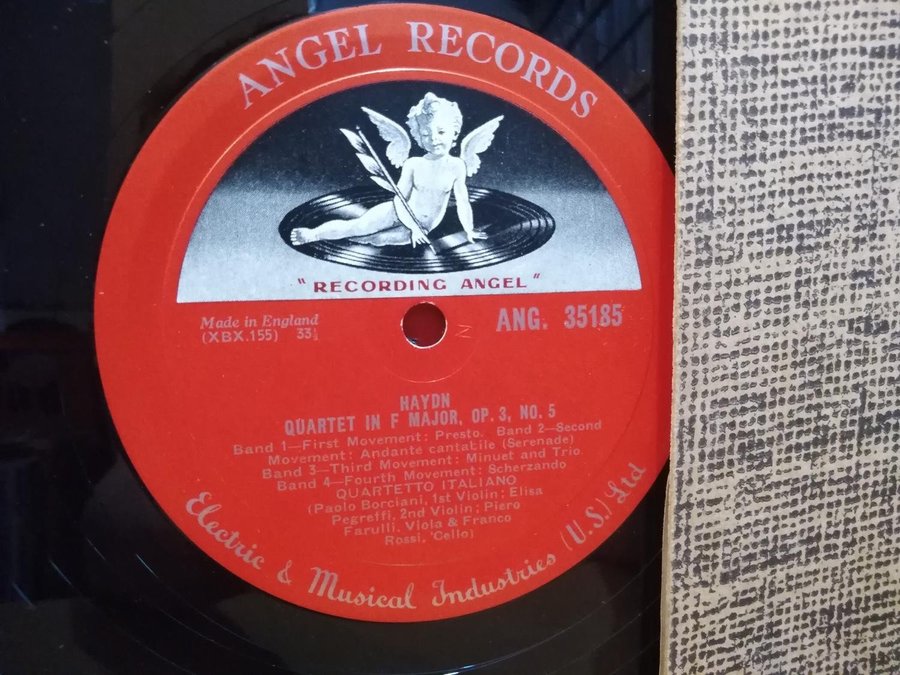 ANGEL RECORDS
"RECORDING ANGEL"
Made in England
(XBX.155) 33⅓
ANG. 35185
HAYDN
QUARTET IN F MAJOR, OP. 3, NO. 5
Band 1—First Movement: Presto. Band 2—Second
Movement: Andante cantabile (Serenade)
Band 3—Third Movement: Minuet and Trio
Band 4—Fourth Movement: Scherzando
QUARTETTO ITALIANO
(Paolo Borciani, 1st Violin; Elisa
Pegreffi, 2nd Violin; Piero
Farulli, Viola & Franco
Rossi, 'Cello)
Electric & Musical Industries (U.S.) Ltd